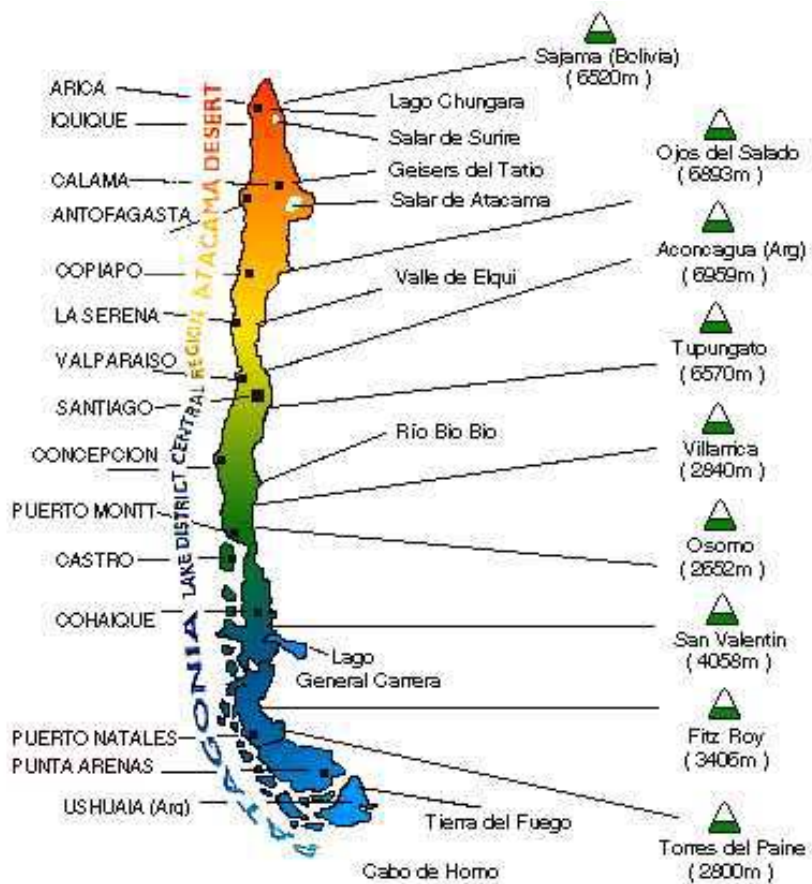 Sajama (Bolivia)
( 6520m )
ARICA
Lago Chungara
IQUIQUE
Salar de Surire
Ojos del Salado
( 6893m )
CALAMA
Geisers del Tatio
Salar de Atacama
ANTOFAGASTA
Aconcagua (Arg)
( 6959m )
COPIAPO
Valle de Elqui
LA SERENA
Tupungato
( 6570m )
VALPARAISO
SANTIAGO
Río Bio Bio
Villarrica
( 2840m )
CONCEPCION
PUERTO MONTT
Osorno
( 2652m )
CASTRO
COHAIQUE
San Valentin
( 4058m )
Lago
General Carrera
Fitz Roy
( 3406m )
PUERTO NATALES
PUNTA ARENAS
USHUAIA (Arg)
Tierra del Fuego
Torres del Paine
( 2800m )
Cabo de Horno
ATACAMA DESERT
CENTRAL REGION
LAKE DISTRICT
PATAGONIA